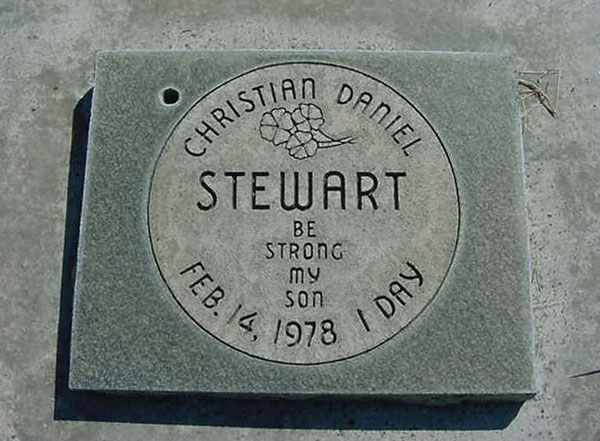 CHRISTIAN DANIEL
STEWART
BE
STRONG
MY
SON
FEB. 14, 1978 1 DAY